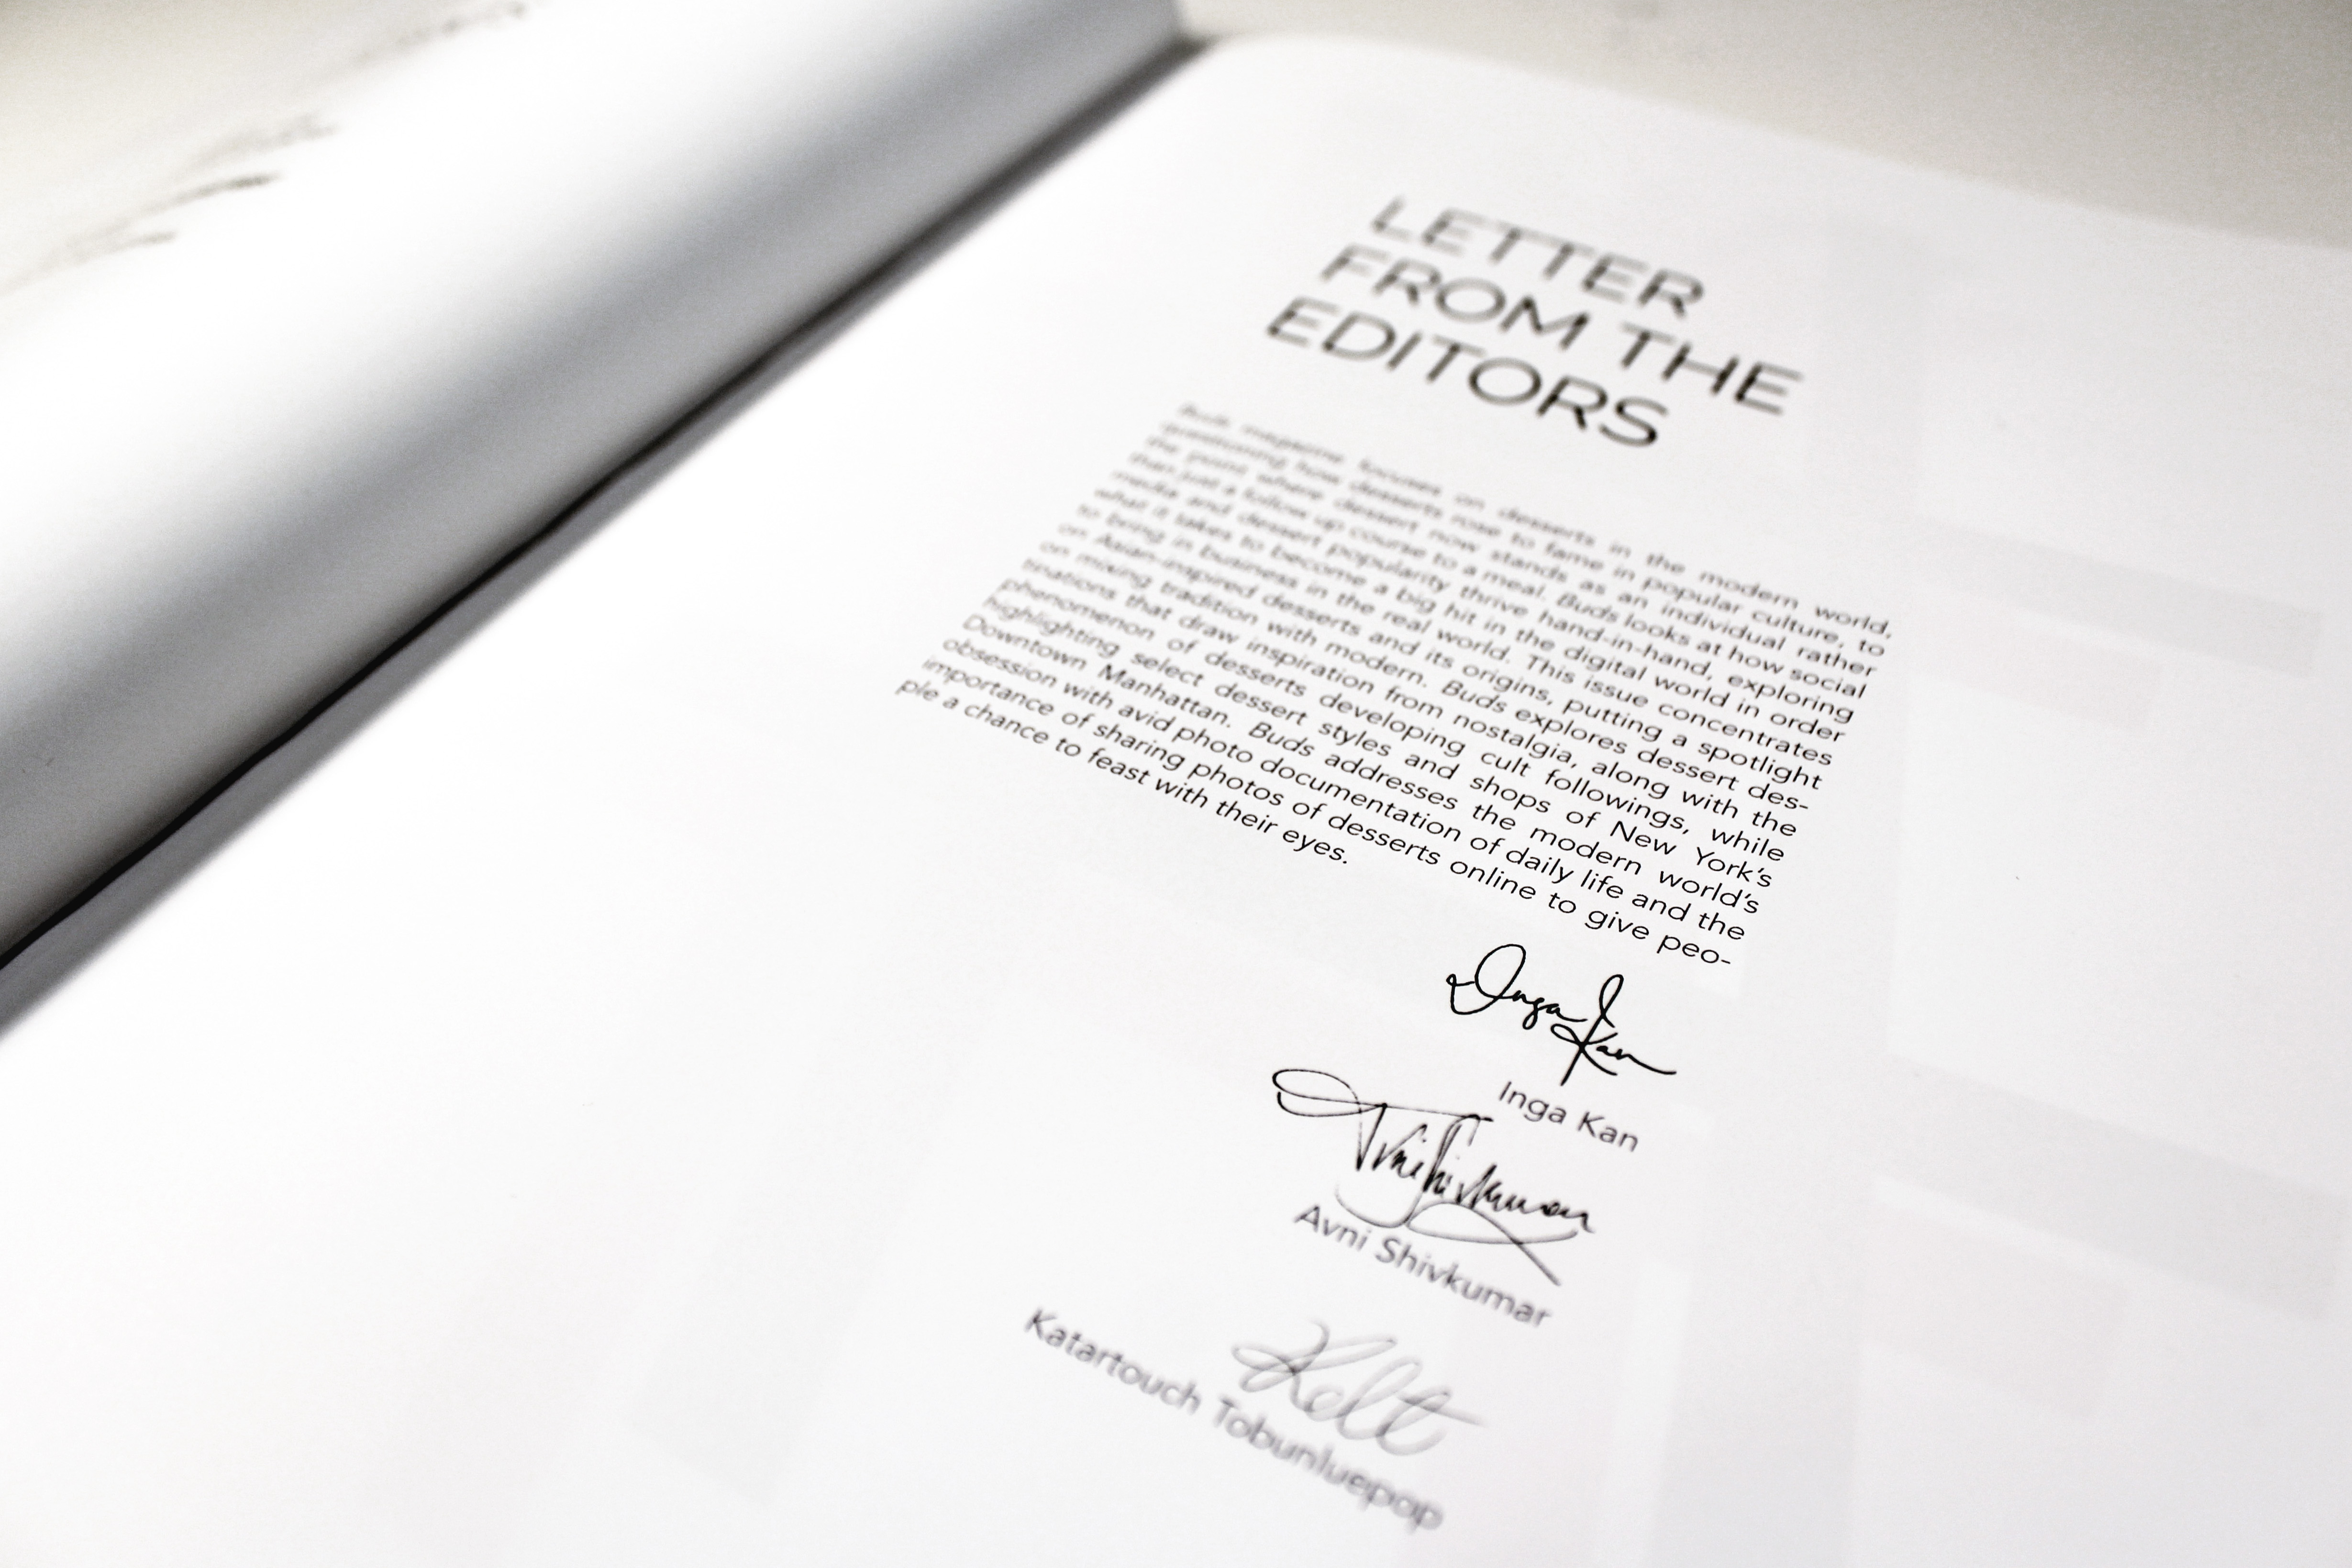 LETTER
FROM THE
EDITORS
Buds magazine focuses on desserts in the modern world,
questioning how desserts rose to fame in popular culture, to
the point where dessert now stands as an individual rather
than just a follow up course to a meal. Buds looks at how social
media and dessert popularity thrive hand-in-hand, exploring
what it takes to become a big hit in the digital world in order
to bring in business in the real world. This issue concentrates
on Asian-inspired desserts and its origins, putting a spotlight
on mixing tradition with modern. Buds explores dessert des-
tinations that draw inspiration from nostalgia, along with the
phenomenon of desserts developing cult followings, while
highlighting select dessert styles and shops of New York's
Downtown Manhattan. Buds addresses the modern world's
obsession with avid photo documentation of daily life and the
importance of sharing photos of desserts online to give peo-
ple a chance to feast with their eyes.
Inga Kan
Inga Kan
Avni Shivkumar
Avni Shivkumar
Katartouch Tobunluepop